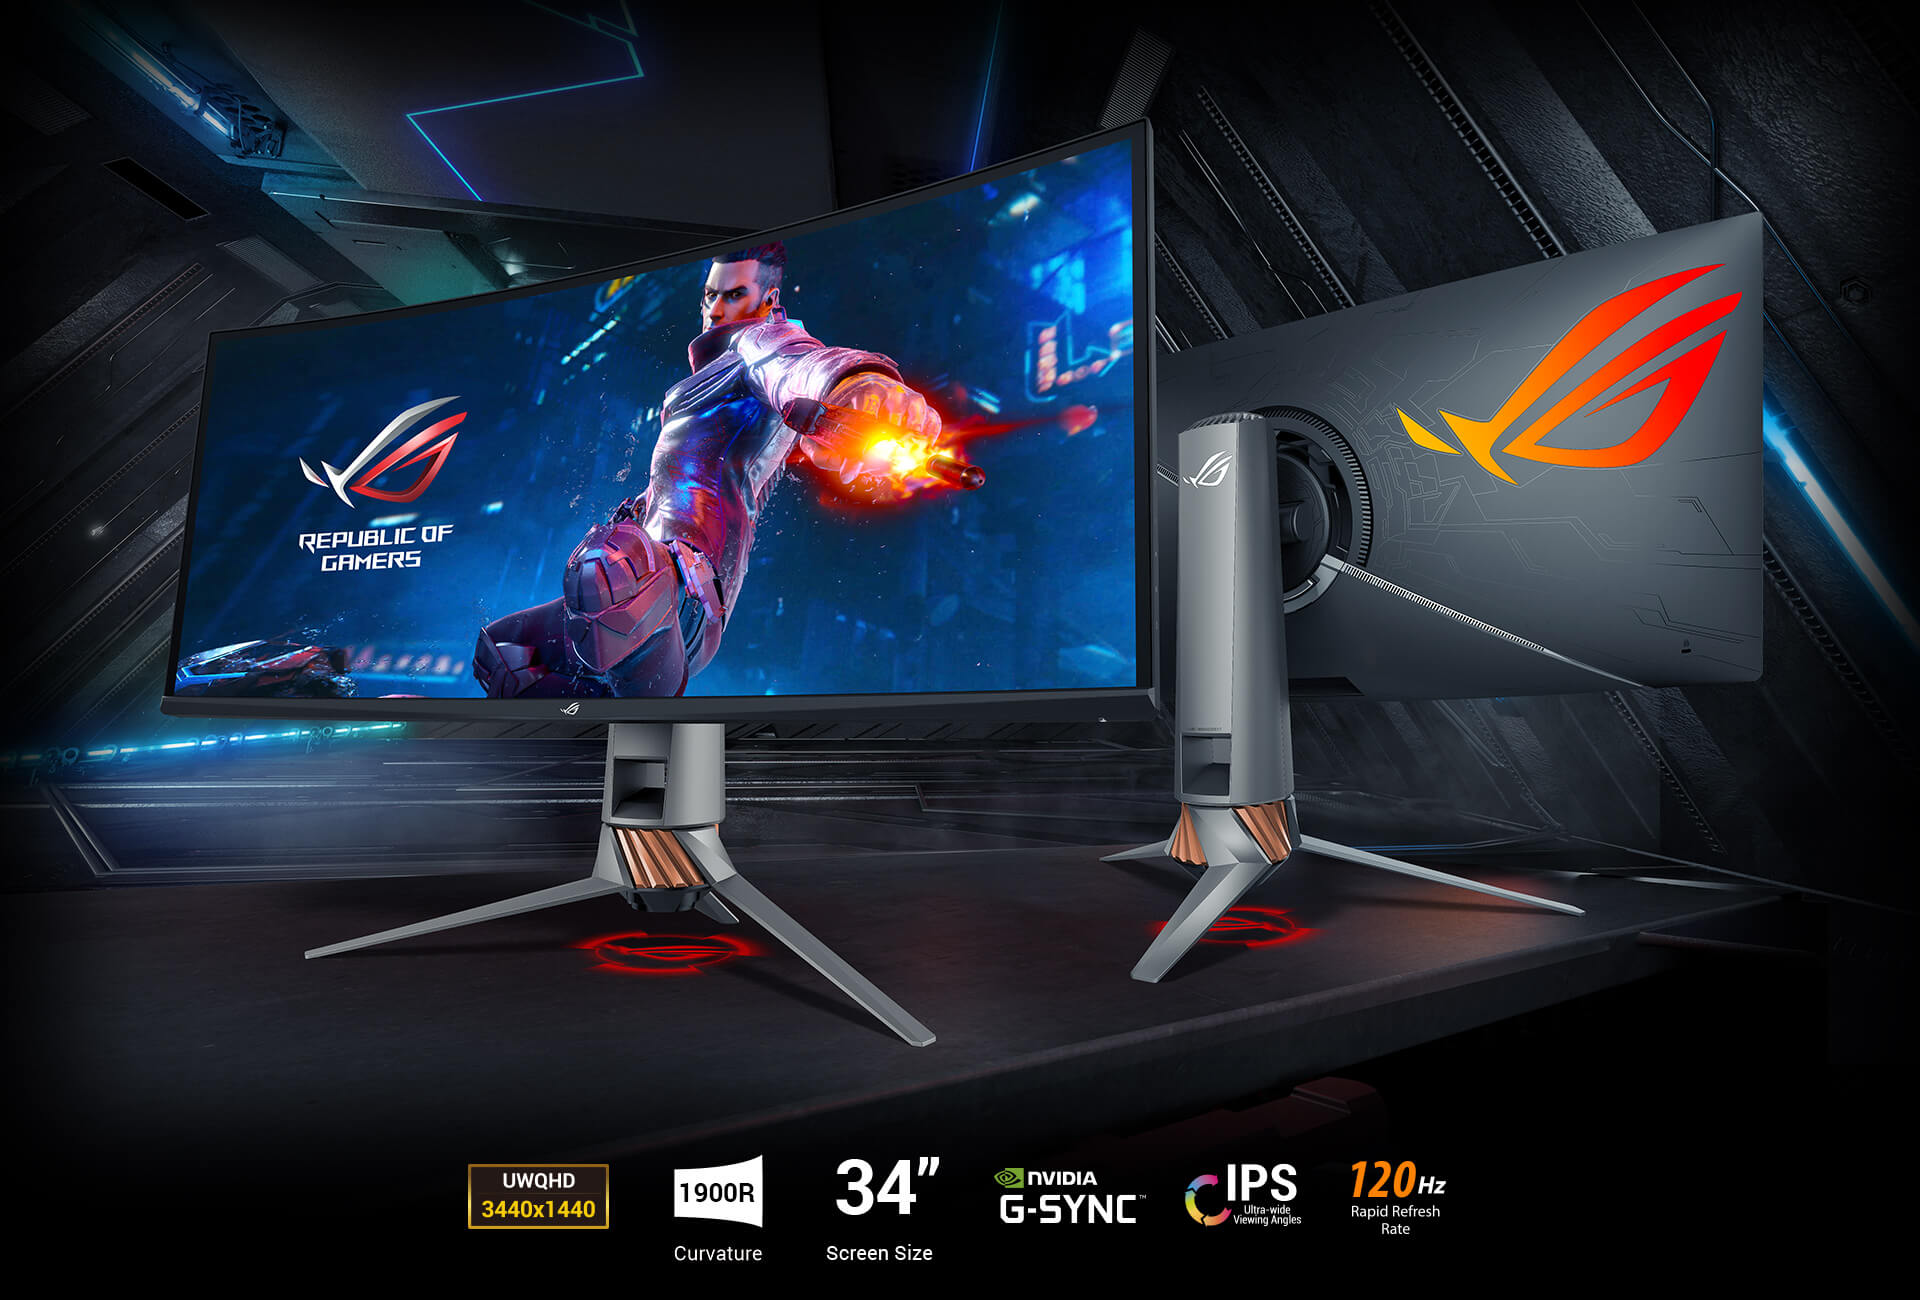 REPUBLIC OF
GAMERS
UWQHD
3440x1440
1900R
Curvature
34”
Screen Size
NVIDIA
G-SYNC™
IPS
Ultra-wide
Viewing Angles
120Hz
Rapid Refresh
Rate